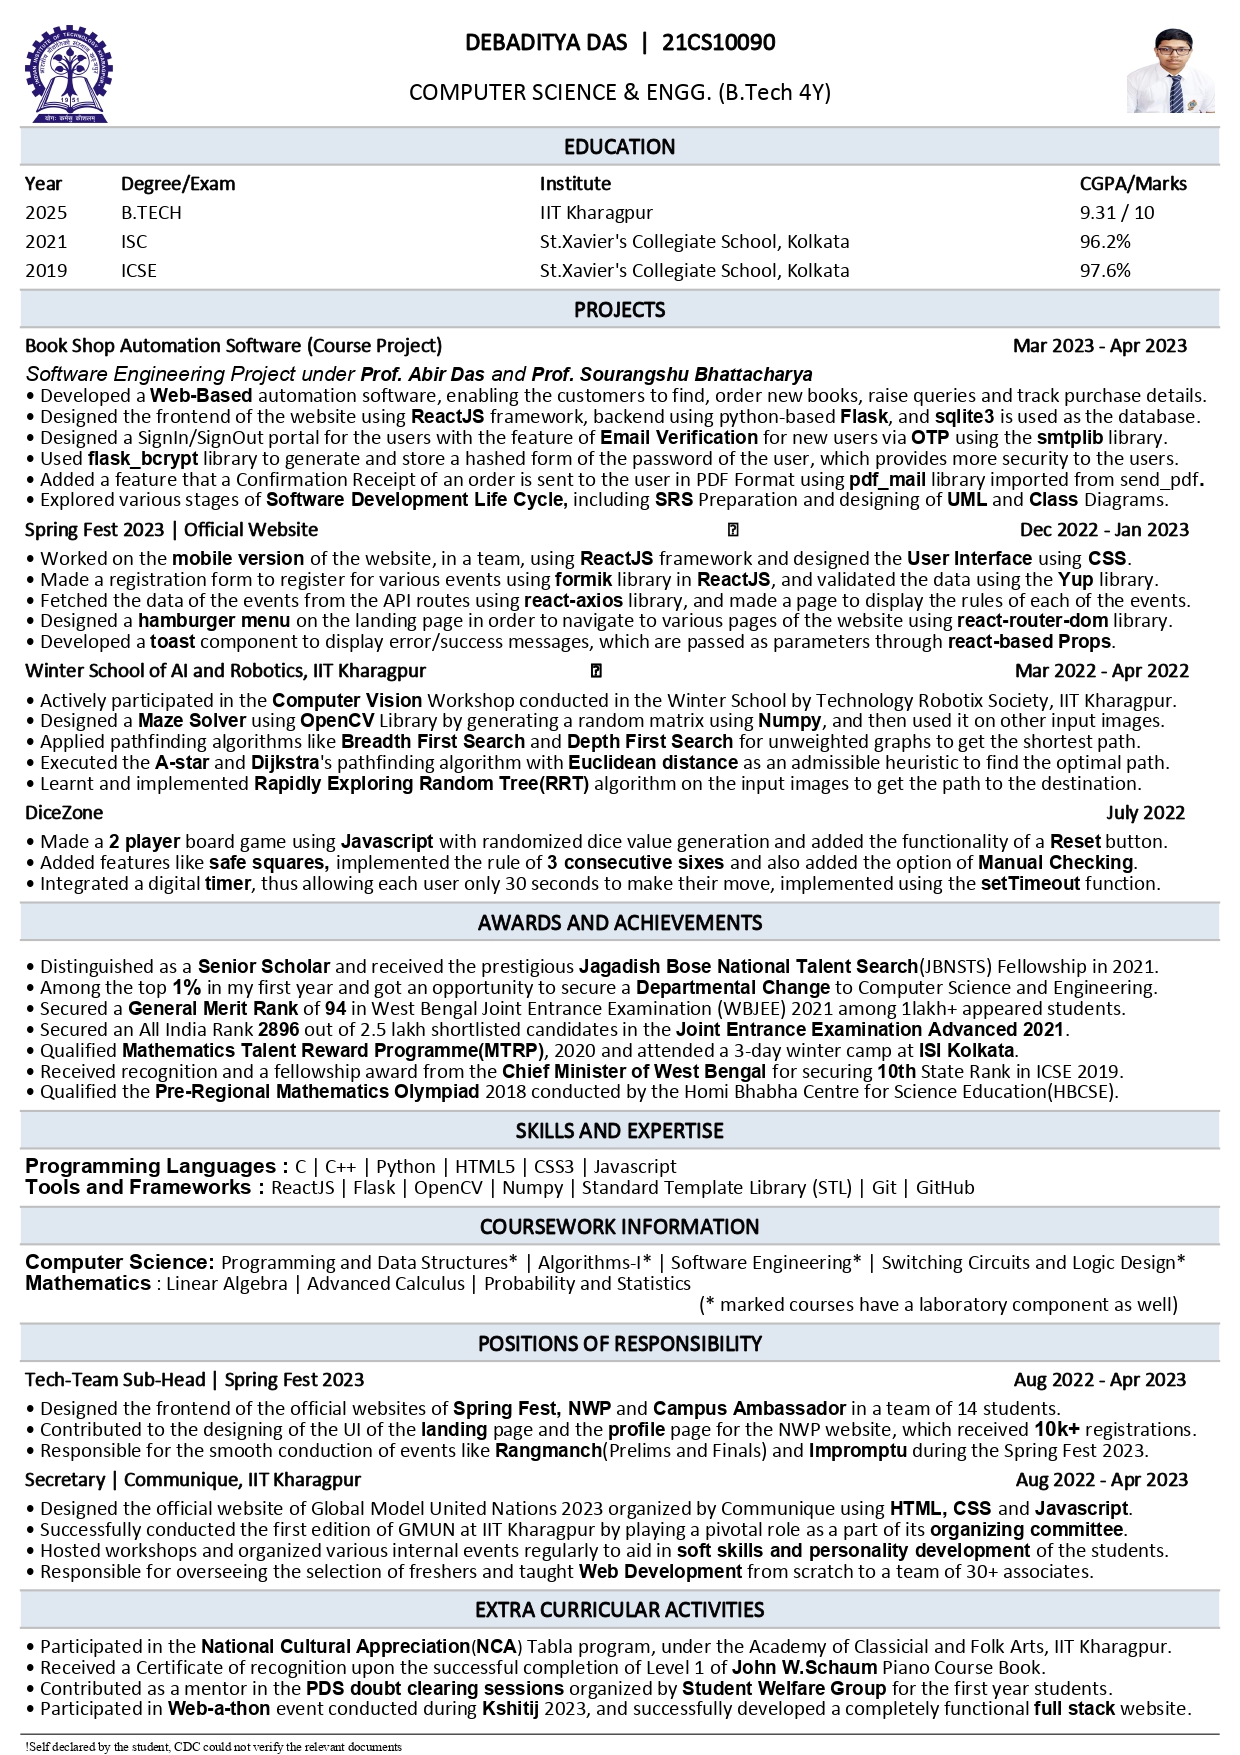 DEBADITYA DAS | 21CS10090
COMPUTER SCIENCE & ENGG. (B.Tech 4Y)
1951
योगः कर्मसु कौशलम्
EDUCATION
Year Degree/Exam Institute CGPA/Marks
2025 B.TECH IIT Kharagpur 9.31 / 10
2021 ISC St.Xavier's Collegiate School, Kolkata 96.2%
2019 ICSE St.Xavier's Collegiate School, Kolkata 97.6%
PROJECTS
Book Shop Automation Software (Course Project) Mar 2023 - Apr 2023
Software Engineering Project under Prof. Abir Das and Prof. Sourangshu Bhattacharya
• Developed a Web-Based automation software, enabling the customers to find, order new books, raise queries and track purchase details.
• Designed the frontend of the website using ReactJS framework, backend using python-based Flask, and sqlite3 is used as the database.
• Designed a SignIn/SignOut portal for the users with the feature of Email Verification for new users via OTP using the smtplib library.
• Used flask_bcrypt library to generate and store a hashed form of the password of the user, which provides more security to the users.
• Added a feature that a Confirmation Receipt of an order is sent to the user in PDF Format using pdf_mail library imported from send_pdf.
• Explored various stages of Software Development Life Cycle, including SRS Preparation and designing of UML and Class Diagrams.
Spring Fest 2023 | Official Website Dec 2022 - Jan 2023
• Worked on the mobile version of the website, in a team, using ReactJS framework and designed the User Interface using CSS.
• Made a registration form to register for various events using formik library in ReactJS, and validated the data using the Yup library.
• Fetched the data of the events from the API routes using react-axios library, and made a page to display the rules of each of the events.
• Designed a hamburger menu on the landing page in order to navigate to various pages of the website using react-router-dom library.
• Developed a toast component to display error/success messages, which are passed as parameters through react-based Props.
Winter School of AI and Robotics, IIT Kharagpur Mar 2022 - Apr 2022
• Actively participated in the Computer Vision Workshop conducted in the Winter School by Technology Robotix Society, IIT Kharagpur.
• Designed a Maze Solver using OpenCV Library by generating a random matrix using Numpy, and then used it on other input images.
• Applied pathfinding algorithms like Breadth First Search and Depth First Search for unweighted graphs to get the shortest path.
• Executed the A-star and Dijkstra's pathfinding algorithm with Euclidean distance as an admissible heuristic to find the optimal path.
• Learnt and implemented Rapidly Exploring Random Tree(RRT) algorithm on the input images to get the path to the destination.
DiceZone July 2022
• Made a 2 player board game using Javascript with randomized dice value generation and added the functionality of a Reset button.
• Added features like safe squares, implemented the rule of 3 consecutive sixes and also added the option of Manual Checking.
• Integrated a digital timer, thus allowing each user only 30 seconds to make their move, implemented using the setTimeout function.
AWARDS AND ACHIEVEMENTS
• Distinguished as a Senior Scholar and received the prestigious Jagadish Bose National Talent Search(JBNSTS) Fellowship in 2021.
• Among the top 1% in my first year and got an opportunity to secure a Departmental Change to Computer Science and Engineering.
• Secured a General Merit Rank of 94 in West Bengal Joint Entrance Examination (WBJEE) 2021 among 1lakh+ appeared students.
• Secured an All India Rank 2896 out of 2.5 lakh shortlisted candidates in the Joint Entrance Examination Advanced 2021.
• Qualified Mathematics Talent Reward Programme(MTRP), 2020 and attended a 3-day winter camp at ISI Kolkata.
• Received recognition and a fellowship award from the Chief Minister of West Bengal for securing 10th State Rank in ICSE 2019.
• Qualified the Pre-Regional Mathematics Olympiad 2018 conducted by the Homi Bhabha Centre for Science Education(HBCSE).
SKILLS AND EXPERTISE
Programming Languages : C | C++ | Python | HTML5 | CSS3 | Javascript
Tools and Frameworks : ReactJS | Flask | OpenCV | Numpy | Standard Template Library (STL) | Git | GitHub
COURSEWORK INFORMATION
Computer Science: Programming and Data Structures* | Algorithms-I* | Software Engineering* | Switching Circuits and Logic Design*
Mathematics : Linear Algebra | Advanced Calculus | Probability and Statistics
(* marked courses have a laboratory component as well)
POSITIONS OF RESPONSIBILITY
Tech-Team Sub-Head | Spring Fest 2023 Aug 2022 - Apr 2023
• Designed the frontend of the official websites of Spring Fest, NWP and Campus Ambassador in a team of 14 students.
• Contributed to the designing of the UI of the landing page and the profile page for the NWP website, which received 10k+ registrations.
• Responsible for the smooth conduction of events like Rangmanch(Prelims and Finals) and Impromptu during the Spring Fest 2023.
Secretary | Communique, IIT Kharagpur Aug 2022 - Apr 2023
• Designed the official website of Global Model United Nations 2023 organized by Communique using HTML, CSS and Javascript.
• Successfully conducted the first edition of GMUN at IIT Kharagpur by playing a pivotal role as a part of its organizing committee.
• Hosted workshops and organized various internal events regularly to aid in soft skills and personality development of the students.
• Responsible for overseeing the selection of freshers and taught Web Development from scratch to a team of 30+ associates.
EXTRA CURRICULAR ACTIVITIES
• Participated in the National Cultural Appreciation(NCA) Tabla program, under the Academy of Classicial and Folk Arts, IIT Kharagpur.
• Received a Certificate of recognition upon the successful completion of Level 1 of John W.Schaum Piano Course Book.
• Contributed as a mentor in the PDS doubt clearing sessions organized by Student Welfare Group for the first year students.
• Participated in Web-a-thon event conducted during Kshitij 2023, and successfully developed a completely functional full stack website.
!Self declared by the student, CDC could not verify the relevant documents